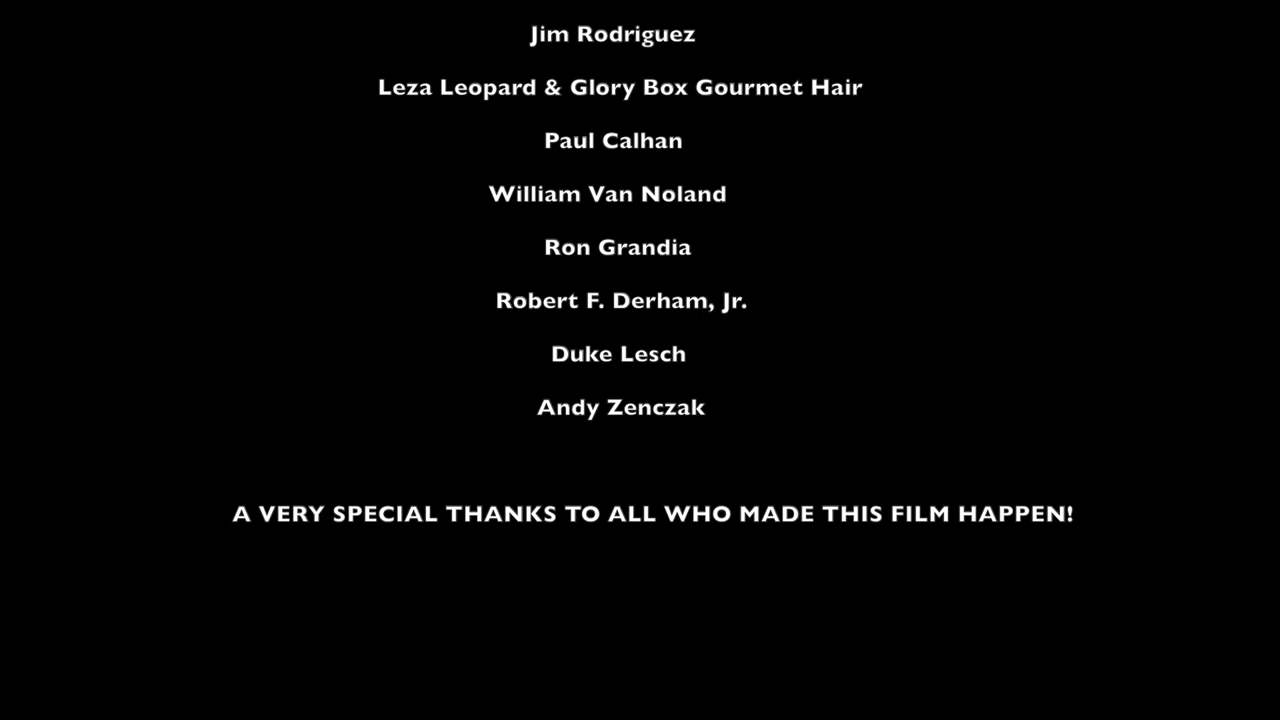 Jim Rodriguez
Leza Leopard & Glory Box Gourmet Hair
Paul Calhan
William Van Noland
Ron Grandia
Robert F. Derham, Jr.
Duke Lesch
Andy Zenczak
A VERY SPECIAL THANKS TO ALL WHO MADE THIS FILM HAPPEN!